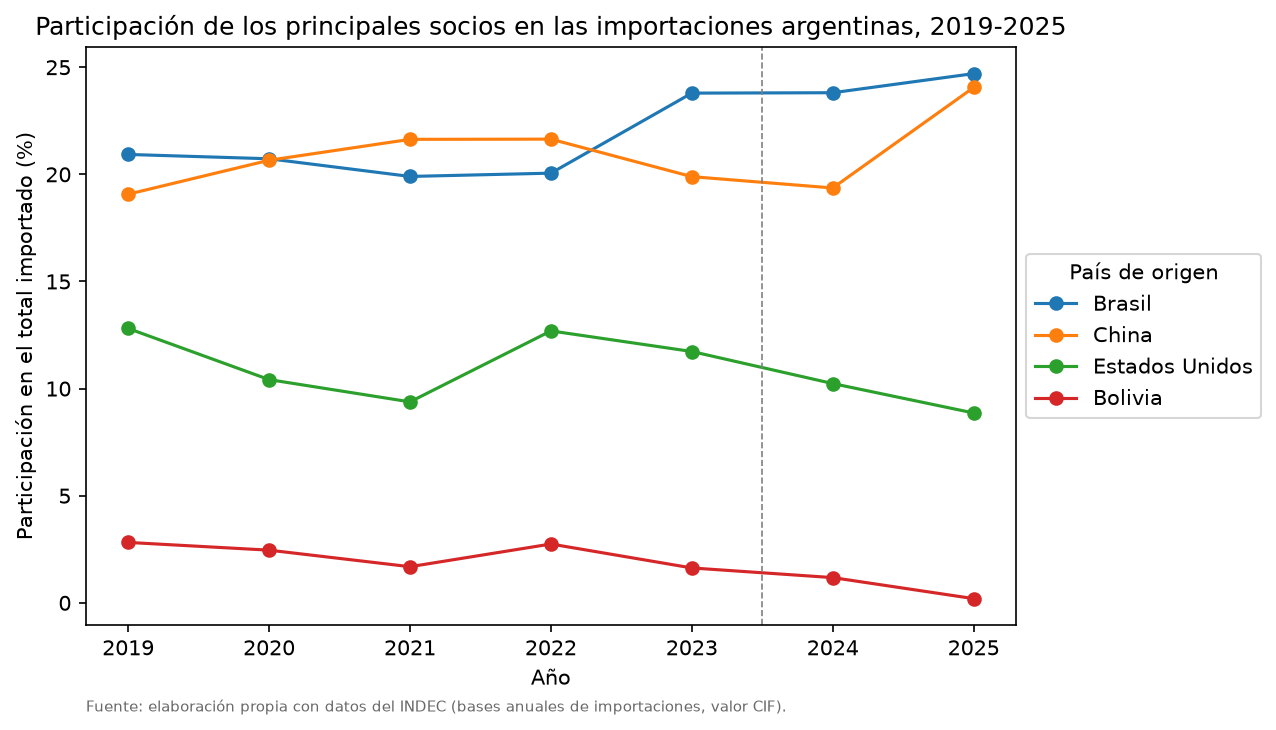 Participación de los principales socios en las importaciones argentinas, 2019-2025
Participación en el total importado (%)
25
20
15
10
5
0
2019 2020 2021 2022 2023 2024 2025
Año
País de origen
Brasil
China
Estados Unidos
Bolivia
Fuente: elaboración propia con datos del INDEC (bases anuales de importaciones, valor CIF).